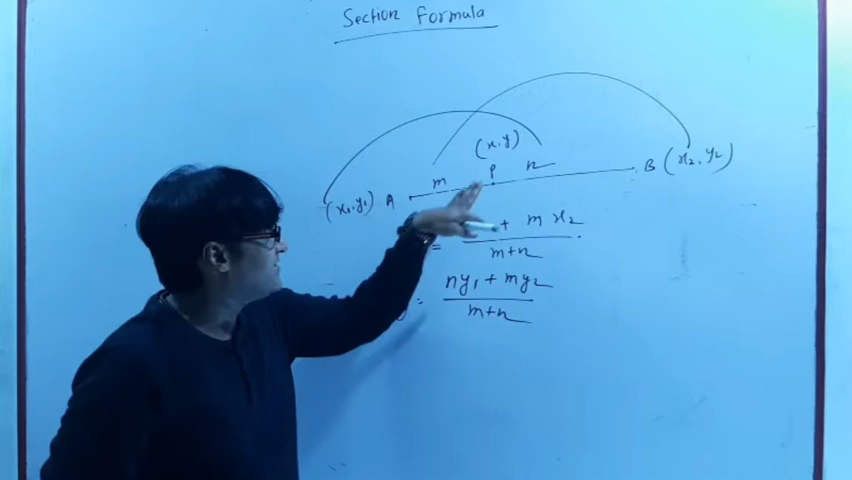 Section Formula
(x, y)
m P n B (x2, y2)
(x1, y1) A
= + m x2
m+n
= ny1 + my2
m+n